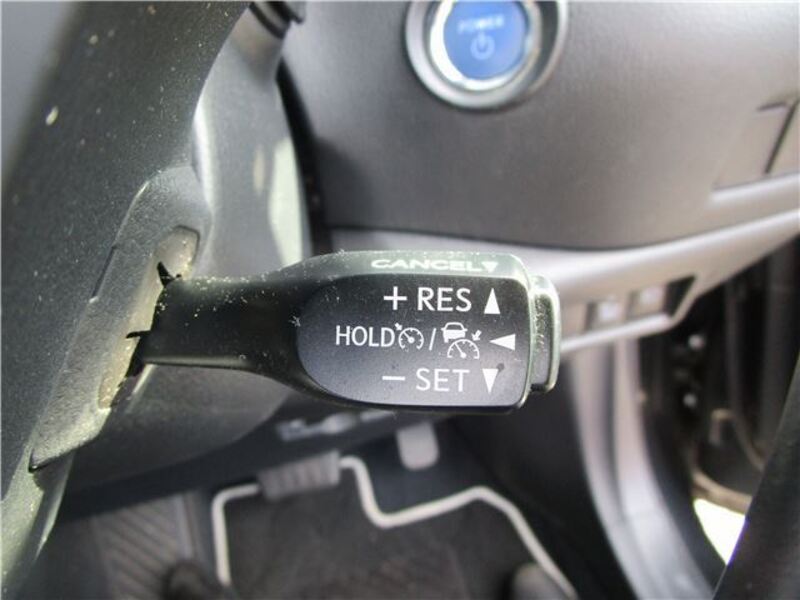 POWER
CANCEL▼
+ RES ▲
HOLD / ◀
− SET ▼